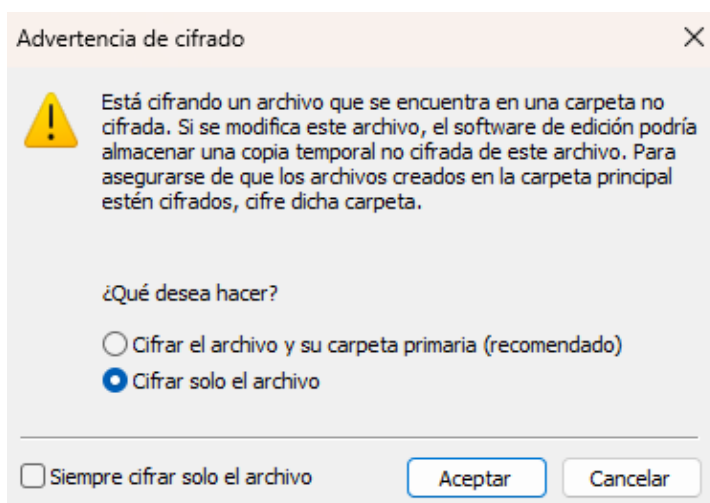 Advertencia de cifrado
Está cifrando un archivo que se encuentra en una carpeta no
cifrada. Si se modifica este archivo, el software de edición podría
almacenar una copia temporal no cifrada de este archivo. Para
asegurarse de que los archivos creados en la carpeta principal
estén cifrados, cifre dicha carpeta.
¿Qué desea hacer?
Cifrar el archivo y su carpeta primaria (recomendado)
Cifrar solo el archivo
Siempre cifrar solo el archivo
Aceptar
Cancelar